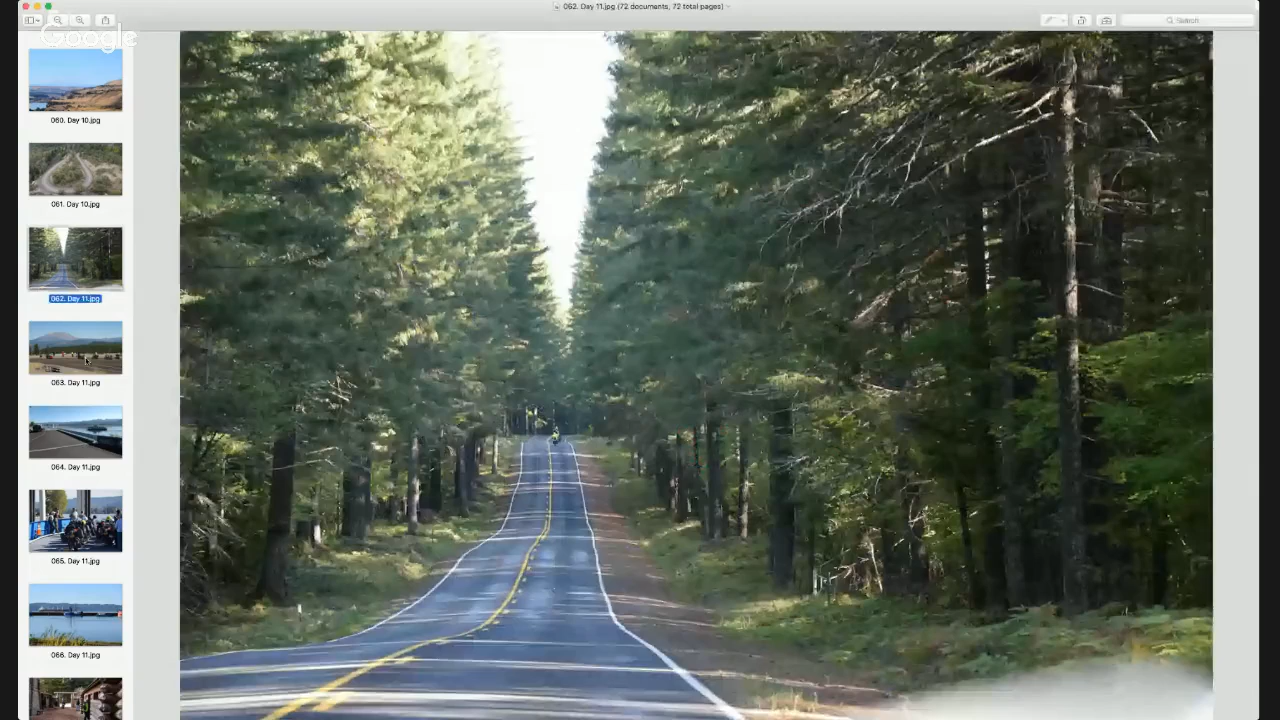 062. Day 11.jpg (72 documents, 72 total pages)
Search
Google
060. Day 10.jpg
061. Day 10.jpg
062. Day 11.jpg
063. Day 11.jpg
064. Day 11.jpg
065. Day 11.jpg
066. Day 11.jpg